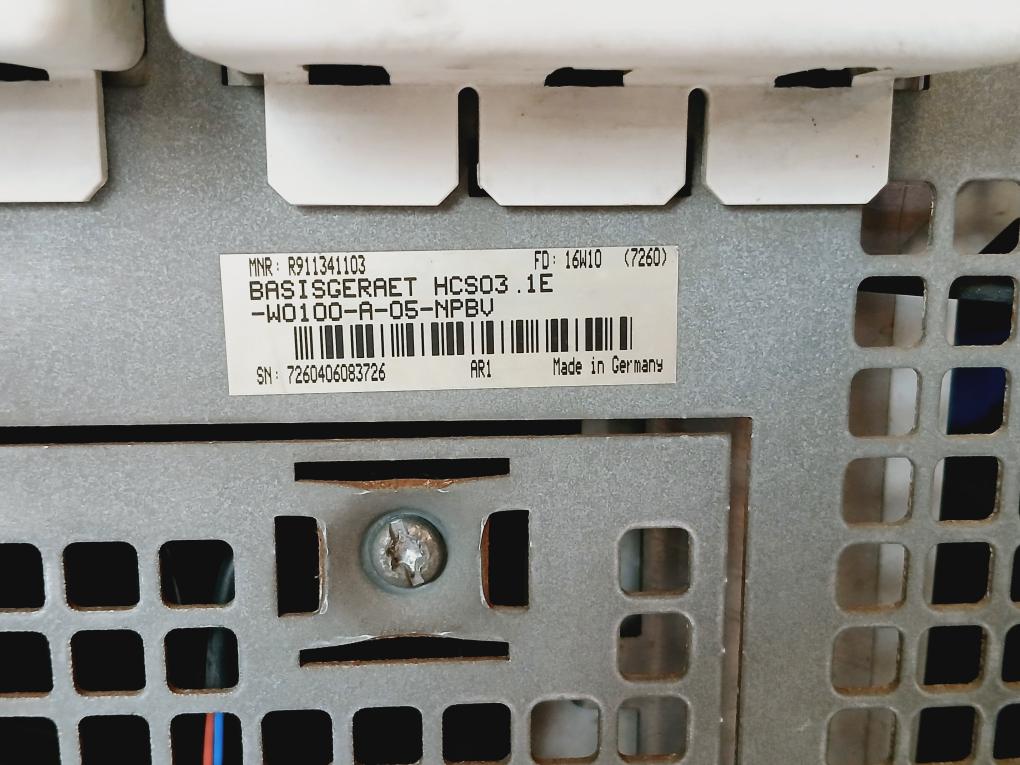 MNR: R911341103 FD: 16W10 (7260)
BASISGERAET HCS03.1E
-W0100-A-05-NPBV
SN: 7260406083726 AR1 Made in Germany